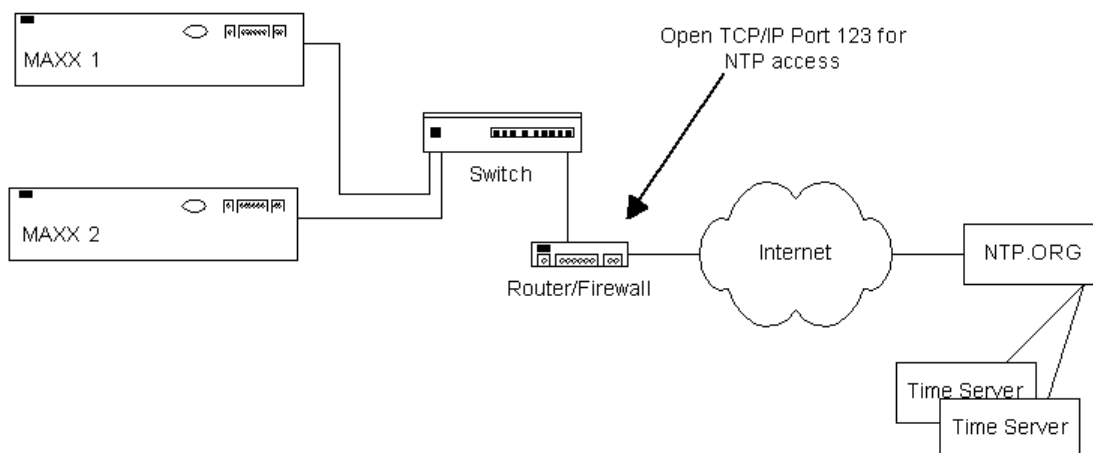 MAXX 1
Open TCP/IP Port 123 for
NTP access
Switch
MAXX 2
Internet
NTP.ORG
Router/Firewall
Time Server
Time Server